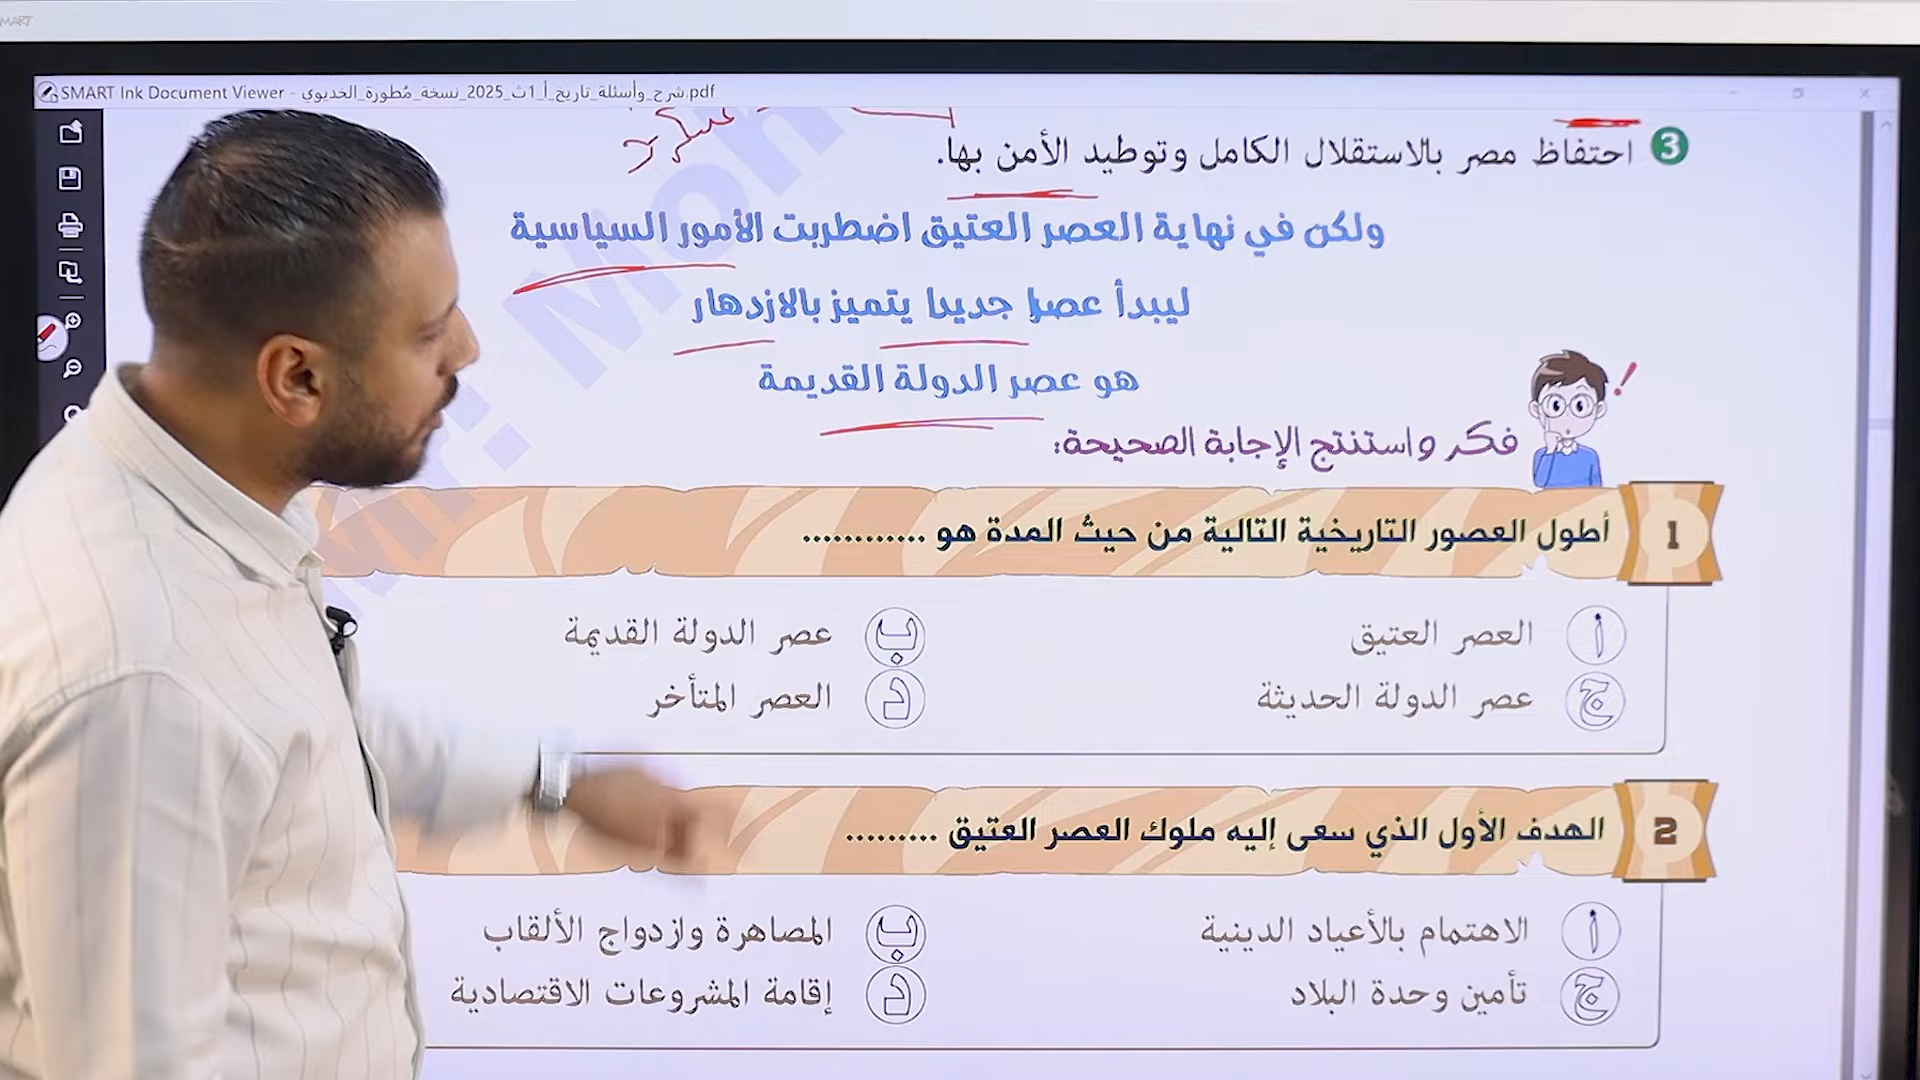 SMART Ink Document Viewer - شرح_وأسئلة_تاريخ_أ_1ث_2025_نسخة_مُطورة_الخديوي.pdf
3 احتفاظ مصر بالاستقلال الكامل وتوطيد الأمن بها.
ولكن في نهاية العصر العتيق اضطربت الأمور السياسية
ليبدأ عصرا جديدا يتميز بالازدهار
هو عصر الدولة القديمة
فكر واستنتج الإجابة الصحيحة:
1 أطول العصور التاريخية التالية من حيثُ المدة هو ............
أ العصر العتيق
ب عصر الدولة القديمة
ج عصر الدولة الحديثة
د العصر المتأخر
2 الهدف الأول الذي سعى إليه ملوك العصر العتيق .........
أ الاهتمام بالأعياد الدينية
ب المصاهرة وازدواج الألقاب
ج تأمين وحدة البلاد
د إقامة المشروعات الاقتصادية